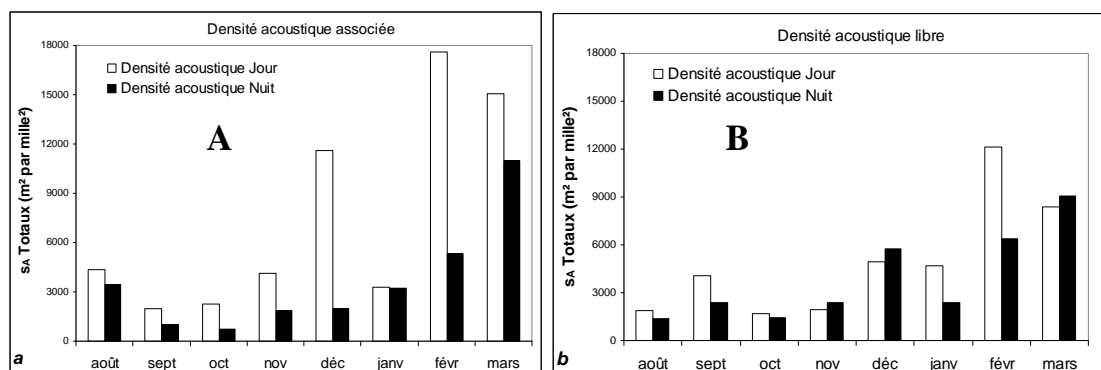 Densité acoustique associée
18000
15000
12000
9000
6000
3000
0
sA Totaux (m² par mille²)
Densité acoustique Jour
Densité acoustique Nuit
A
août sept oct nov déc janv févr mars
a
Densité acoustique libre
18000
15000
12000
9000
6000
3000
0
sA Totaux (m² par mille²)
Densité acoustique Jour
Densité acoustique Nuit
B
août sept oct nov déc janv févr mars
b